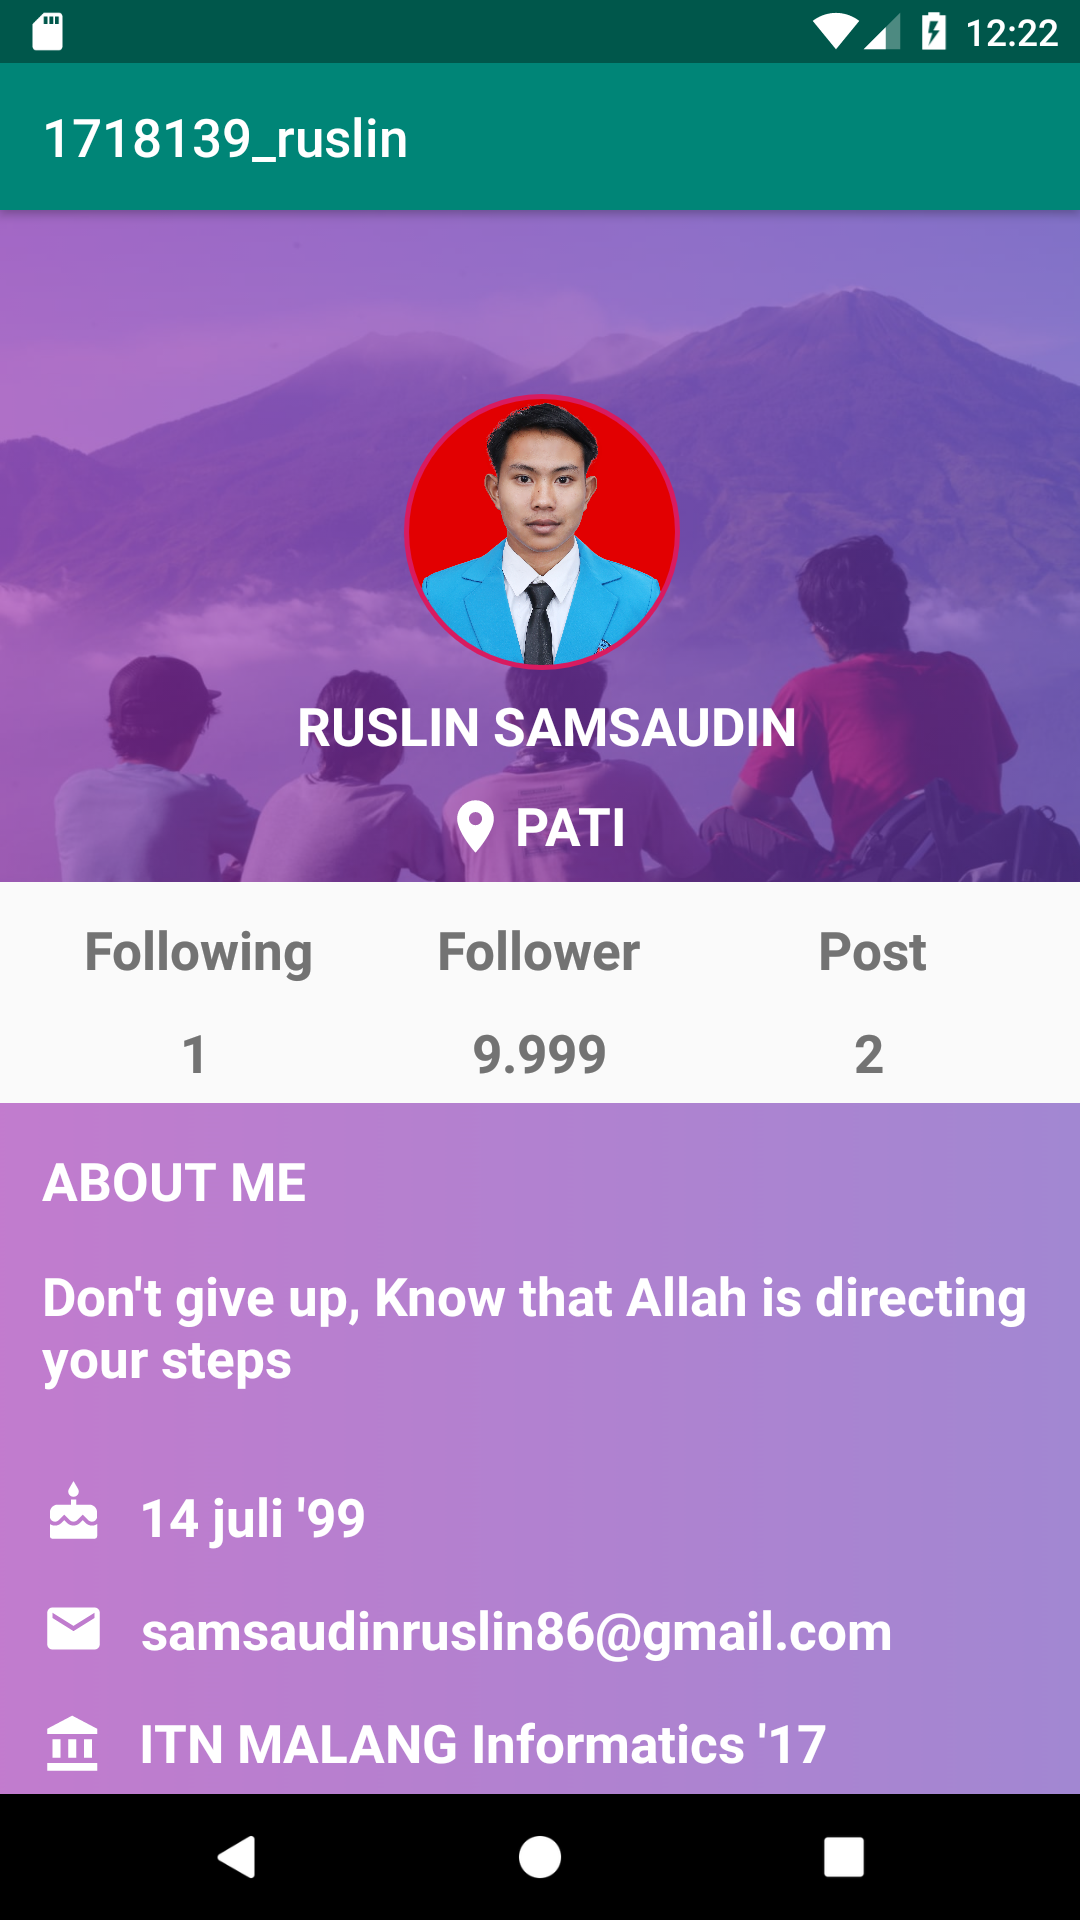 12:22
1718139_ruslin
RUSLIN SAMSAUDIN
PATI
Following Follower Post
1 9.999 2
ABOUT ME
Don't give up, Know that Allah is directing
your steps
14 juli '99
samsaudinruslin86@gmail.com
ITN MALANG Informatics '17